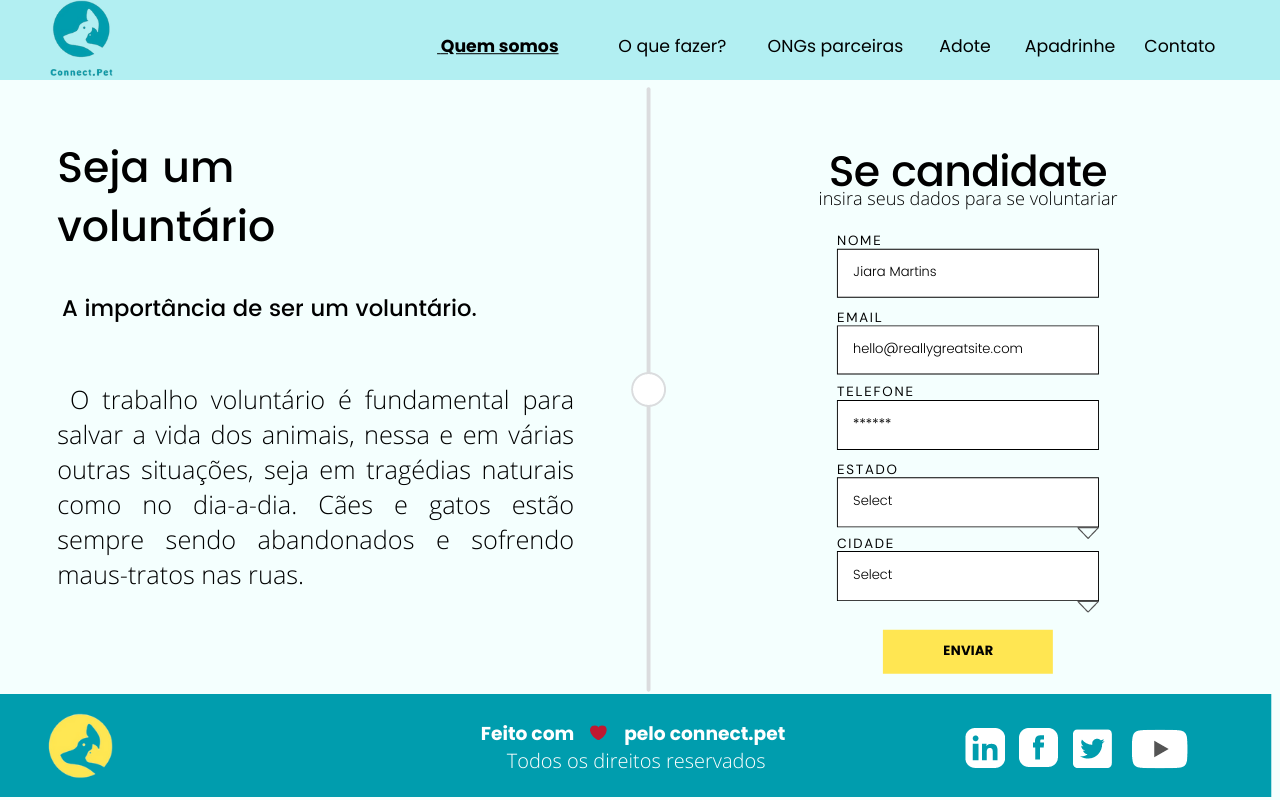 Connect.Pet
Quem somos
O que fazer?
ONGs parceiras
Adote
Apadrinhe
Contato
Seja um
voluntário
A importância de ser um voluntário.
O trabalho voluntário é fundamental para
salvar a vida dos animais, nessa e em várias
outras situações, seja em tragédias naturais
como no dia-a-dia. Cães e gatos estão
sempre sendo abandonados e sofrendo
maus-tratos nas ruas.
Se candidate
insira seus dados para se voluntariar
NOME
Jiara Martins
EMAIL
hello@reallygreatsite.com
TELEFONE
******
ESTADO
Select
CIDADE
Select
ENVIAR
Feito com ❤ pelo connect.pet
Todos os direitos reservados
in
f